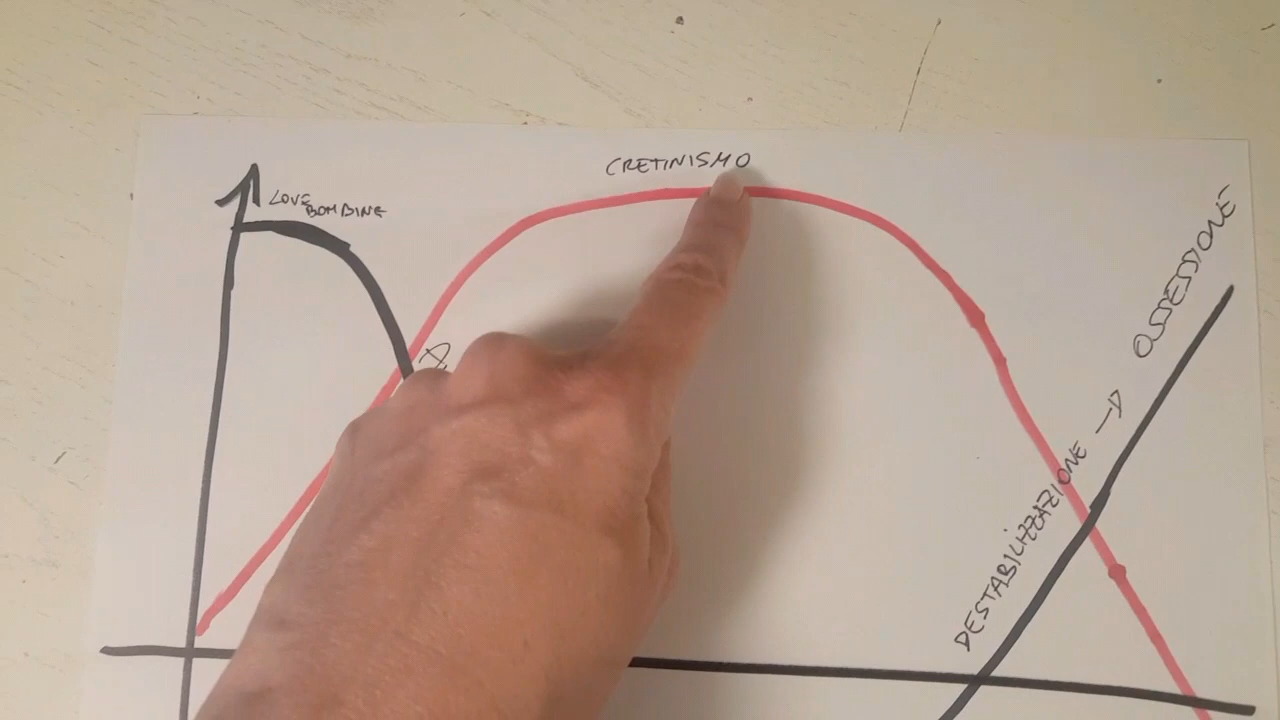 CRETINISMO
LOVE
BOMBING
DESTABILIZZAZIONE → OSSESSIONE